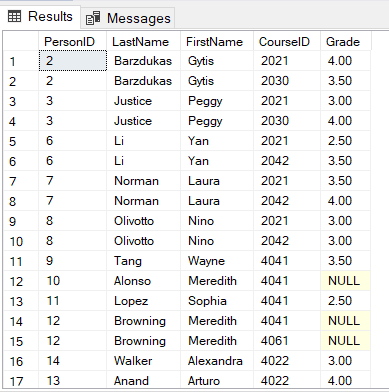 Results Messages
PersonID LastName FirstName CourseID Grade
1 2 Barzdukas Gytis 2021 4.00
2 2 Barzdukas Gytis 2030 3.50
3 3 Justice Peggy 2021 3.00
4 3 Justice Peggy 2030 4.00
5 6 Li Yan 2021 2.50
6 6 Li Yan 2042 3.50
7 7 Norman Laura 2021 3.50
8 7 Norman Laura 2042 4.00
9 8 Olivotto Nino 2021 3.00
10 8 Olivotto Nino 2042 3.00
11 9 Tang Wayne 4041 3.50
12 10 Alonso Meredith 4041 NULL
13 11 Lopez Sophia 4041 2.50
14 12 Browning Meredith 4041 NULL
15 12 Browning Meredith 4061 NULL
16 14 Walker Alexandra 4022 3.00
17 13 Anand Arturo 4022 4.00